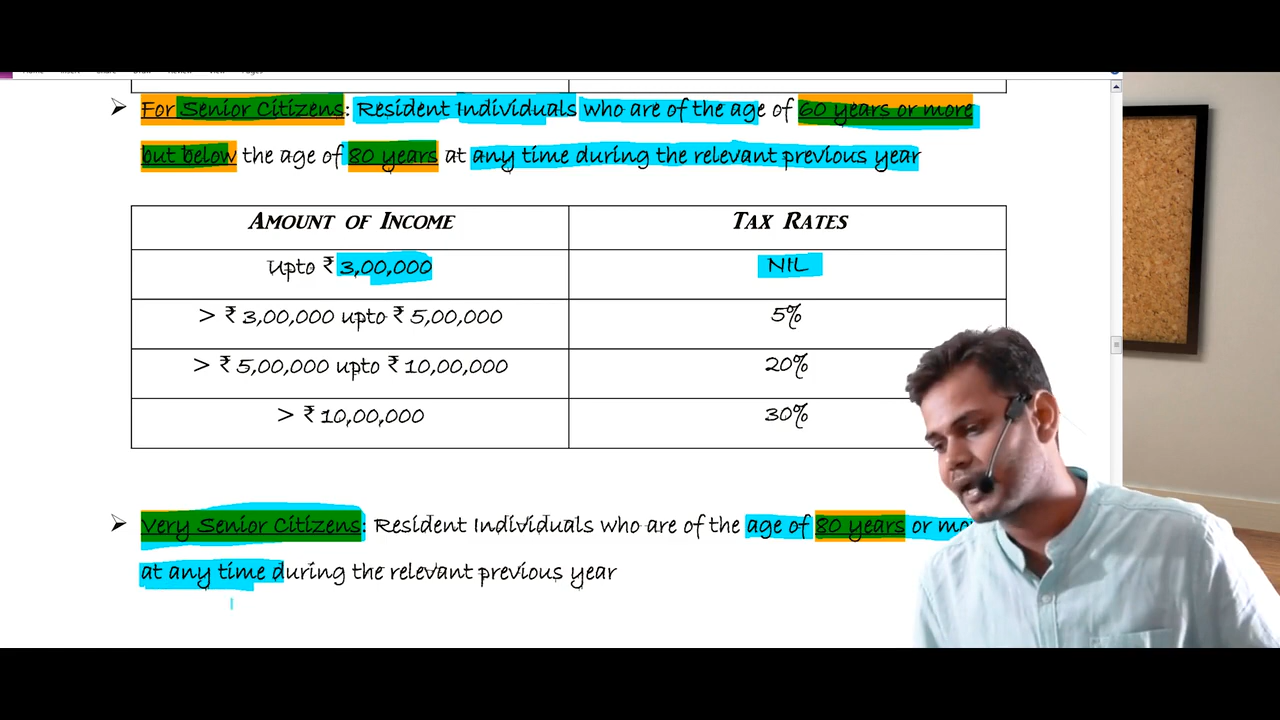 For Senior Citizens: Resident Individuals who are of the age of 60 years or more
but below the age of 80 years at any time during the relevant previous year
AMOUNT OF INCOME TAX RATES
Upto ₹ 3,00,000 NIL
> ₹ 3,00,000 upto ₹ 5,00,000 5%
> ₹ 5,00,000 upto ₹ 10,00,000 20%
> ₹ 10,00,000 30%
Very Senior Citizens: Resident Individuals who are of the age of 80 years or
at any time during the relevant previous year